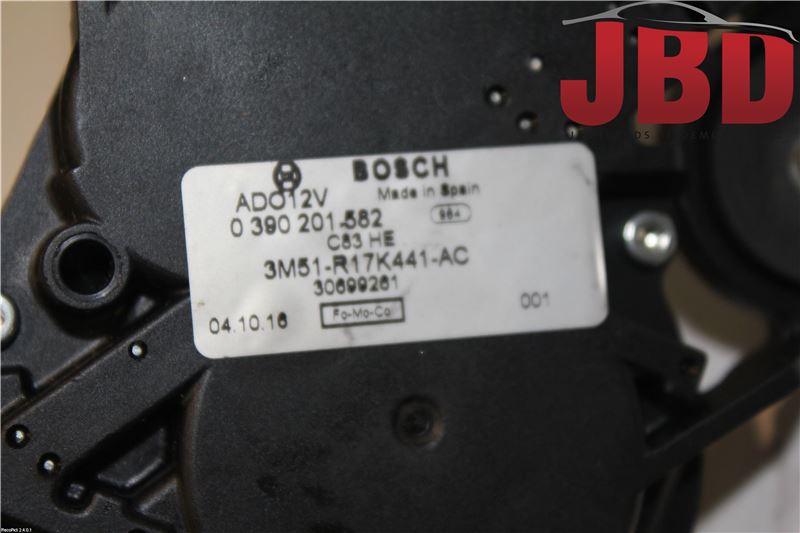 JBD
BOSCH
ADO12V
Made in Spain
0 390 201-582
984
C83 HE
3M51-R17K441-AC
30699261
04.10.16
Fo-Mo-Co
001